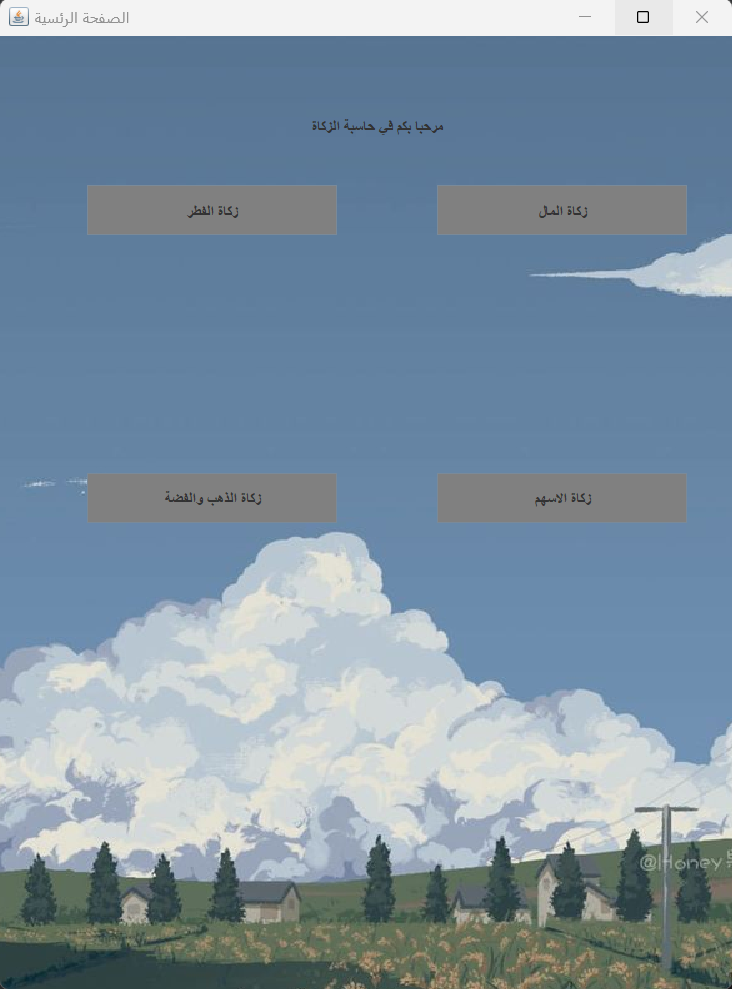 الصفحة الرئسية
مرحبا بكم في حاسبة الزكاة
زكاة المال
زكاة الفطر
زكاة الاسهم
زكاة الذهب والفضة
@Honey